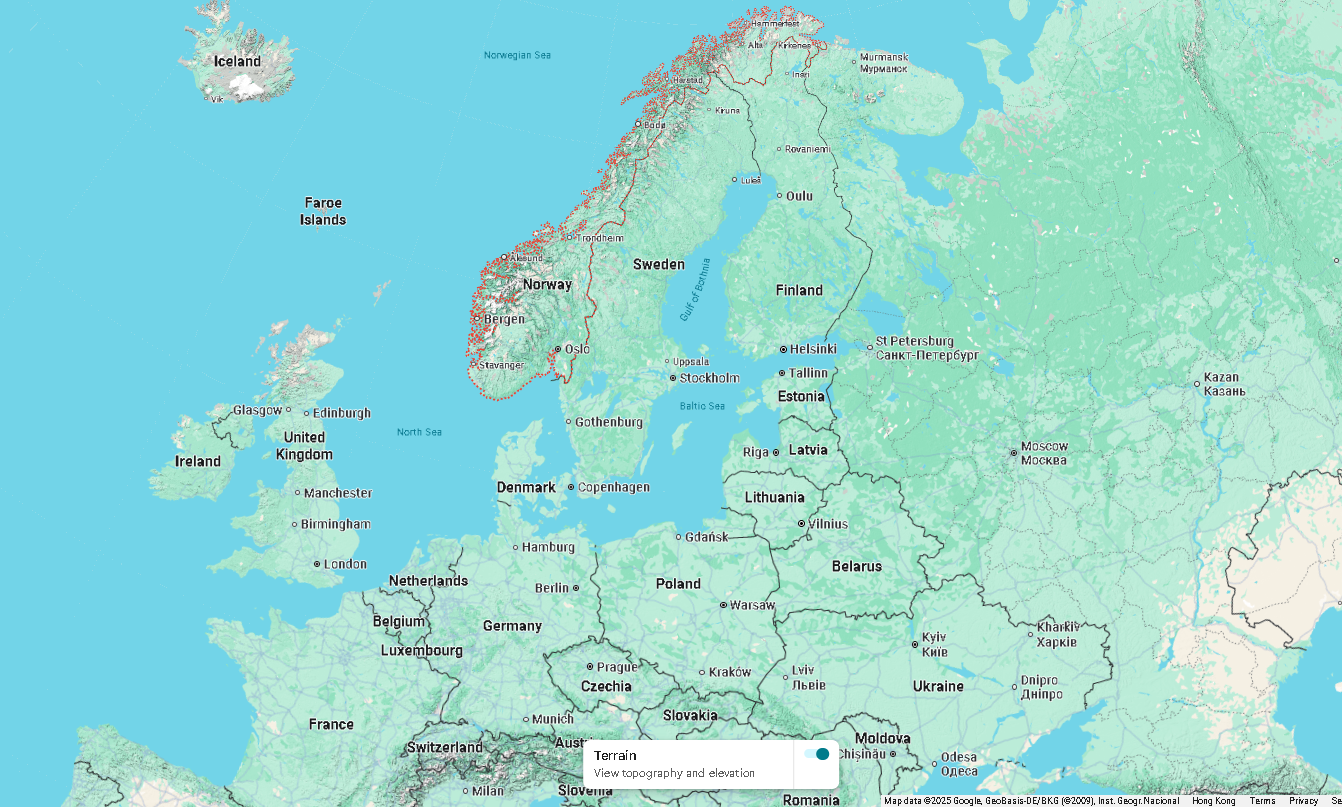 Hammerfest
Alta
Kirkenes
Iceland
Vik
Norwegian Sea
Murmansk
Мурманск
Inari
Harstad
Kiruna
Bodø
Rovaniemi
Luleå
Oulu
Faroe
Islands
Trondheim
Ålesund
Sweden
Gulf of Bothnia
Norway
Finland
Bergen
Oslo
Helsinki
St Petersburg
Санкт-Петербург
Stavanger
Uppsala
Stockholm
Tallinn
Kazan
Казань
Estonia
Baltic Sea
Glasgow
Edinburgh
Gothenburg
North Sea
United
Kingdom
Riga
Latvia
Moscow
Москва
Ireland
Denmark
Copenhagen
Manchester
Lithuania
Birmingham
Vilnius
Gdańsk
Hamburg
London
Belarus
Netherlands
Berlin
Poland
Warsaw
Belgium
Germany
Kharkiv
Харків
Luxembourg
Kyiv
Київ
Prague
Kraków
Lviv
Львів
Czechia
Ukraine
Dnipro
Дніпро
France
Munich
Slovakia
Switzerland
Austr
Moldova
Chișinău
Odesa
Одеса
Terrain
View topography and elevation
Milan
Slovenia
Romania
Map data ©2025 Google, GeoBasis-DE/BKG (©2009), Inst. Geogr. Nacional Hong Kong Terms Privacy Se